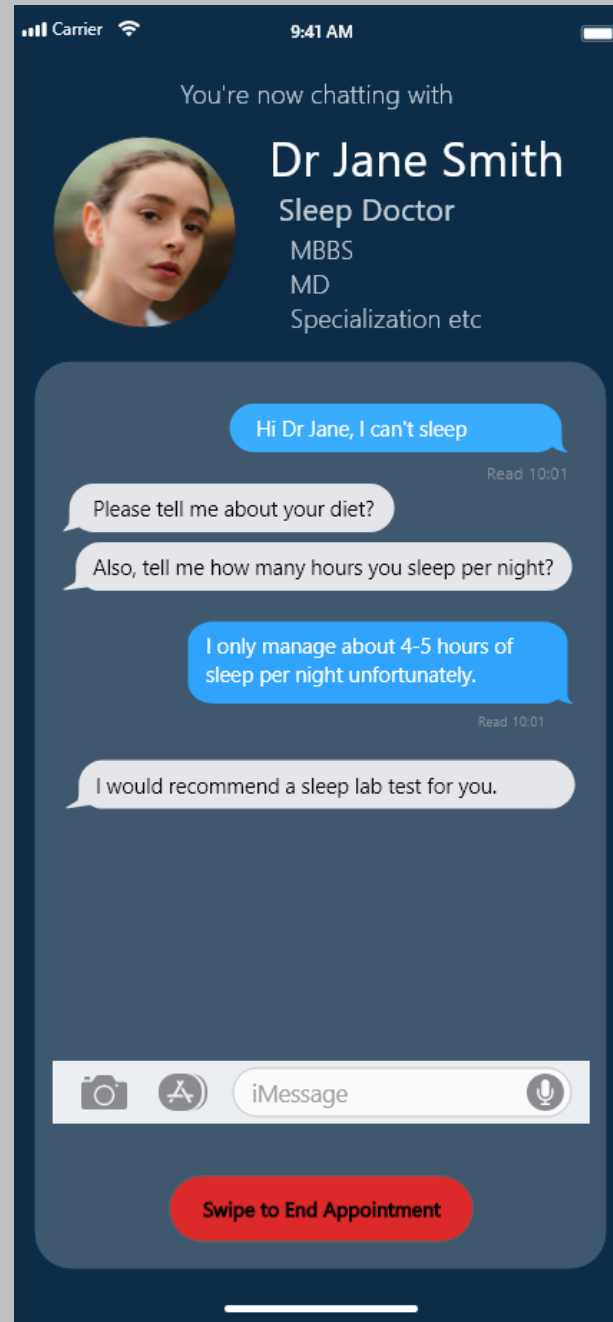 Carrier
9:41 AM
You're now chatting with
Dr Jane Smith
Sleep Doctor
MBBS
MD
Specialization etc
Hi Dr Jane, I can't sleep
Read 10:01
Please tell me about your diet?
Also, tell me how many hours you sleep per night?
I only manage about 4-5 hours of
sleep per night unfortunately.
Read 10:01
I would recommend a sleep lab test for you.
iMessage
Swipe to End Appointment